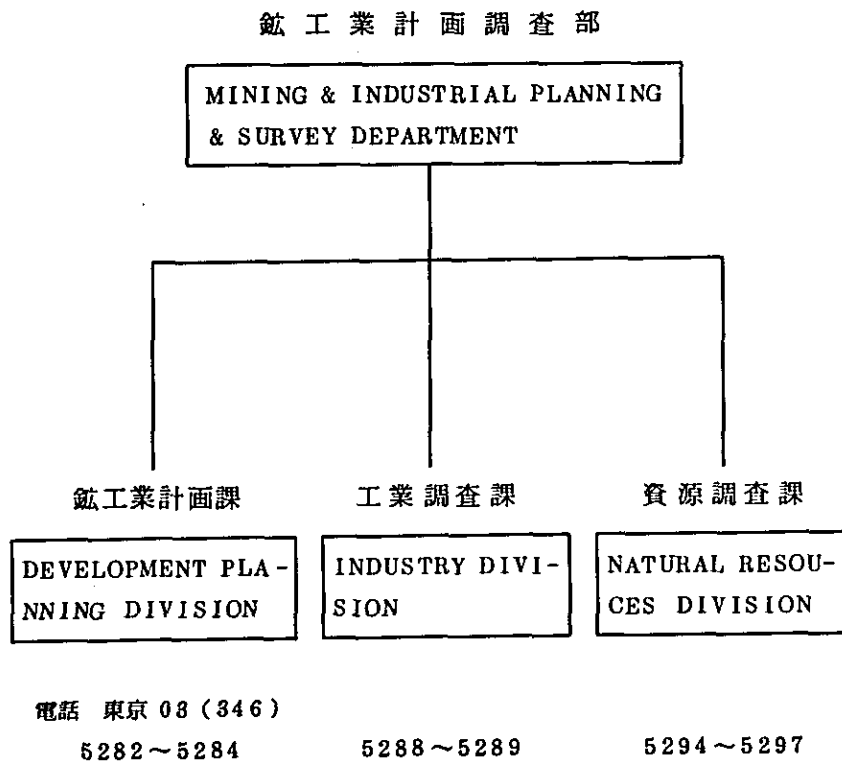 鉱工業計画調査部
MINING & INDUSTRIAL PLANNING
& SURVEY DEPARTMENT
鉱工業計画課
DEVELOPMENT PLA-
NNING DIVISION
工業調査課
INDUSTRY DIVI-
SION
資源調査課
NATURAL RESOU-
CES DIVISION
電話 東京 03 (346)
5282~5284
5288~5289
5294~5297